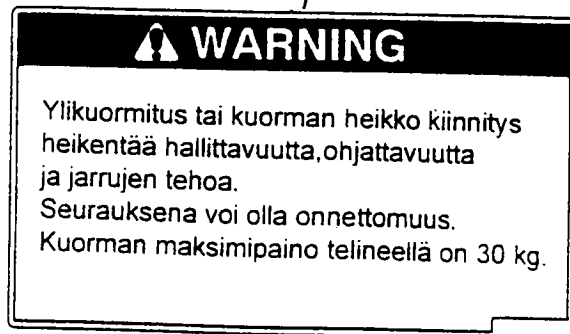 WARNING
Ylikuormitus tai kuorman heikko kiinnitys
heikentää hallittavuutta,ohjattavuutta
ja jarrujen tehoa.
Seurauksena voi olla onnettomuus.
Kuorman maksimipaino telineellä on 30 kg.